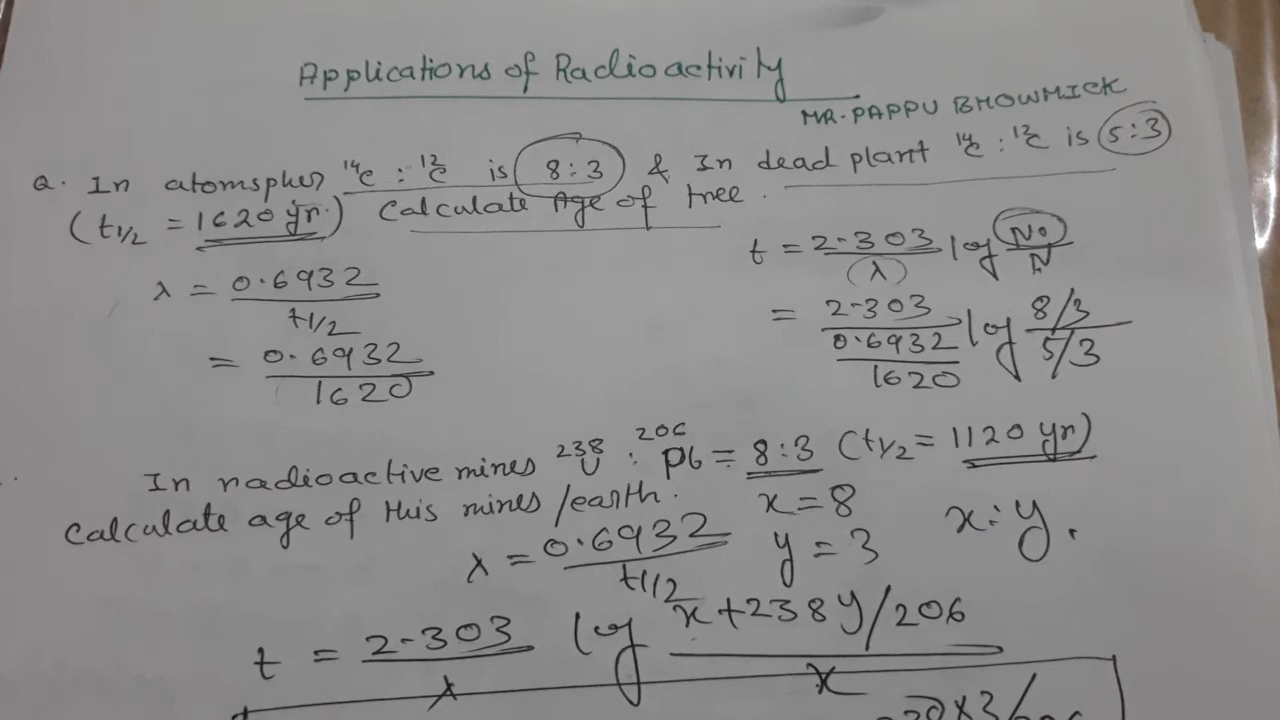 Applications of Radioactivity
MR. PAPPU BHOWMICK
Q. In atomspher ¹⁴C : ¹²C is 8:3 & In dead plant ¹⁴C : ¹²C is 5:3
(t1/2 = 1620 yr.) Calculate Age of tree.
λ = 0.6932 / t1/2
= 0.6932 / 1620
t = 2.303 / λ log N₀ / N
= 2.303 / 0.6932 / 1620 log 8/3 / 5/3
In radioactive mines ²³⁸U : ²⁰⁶Pb = 8:3 (t1/2 = 1120 yr)
Calculate age of this mines/earth.
x = 8
y = 3
x:y.
λ = 0.6932 / t1/2
t = 2.303 / λ log x+238y/206 / x